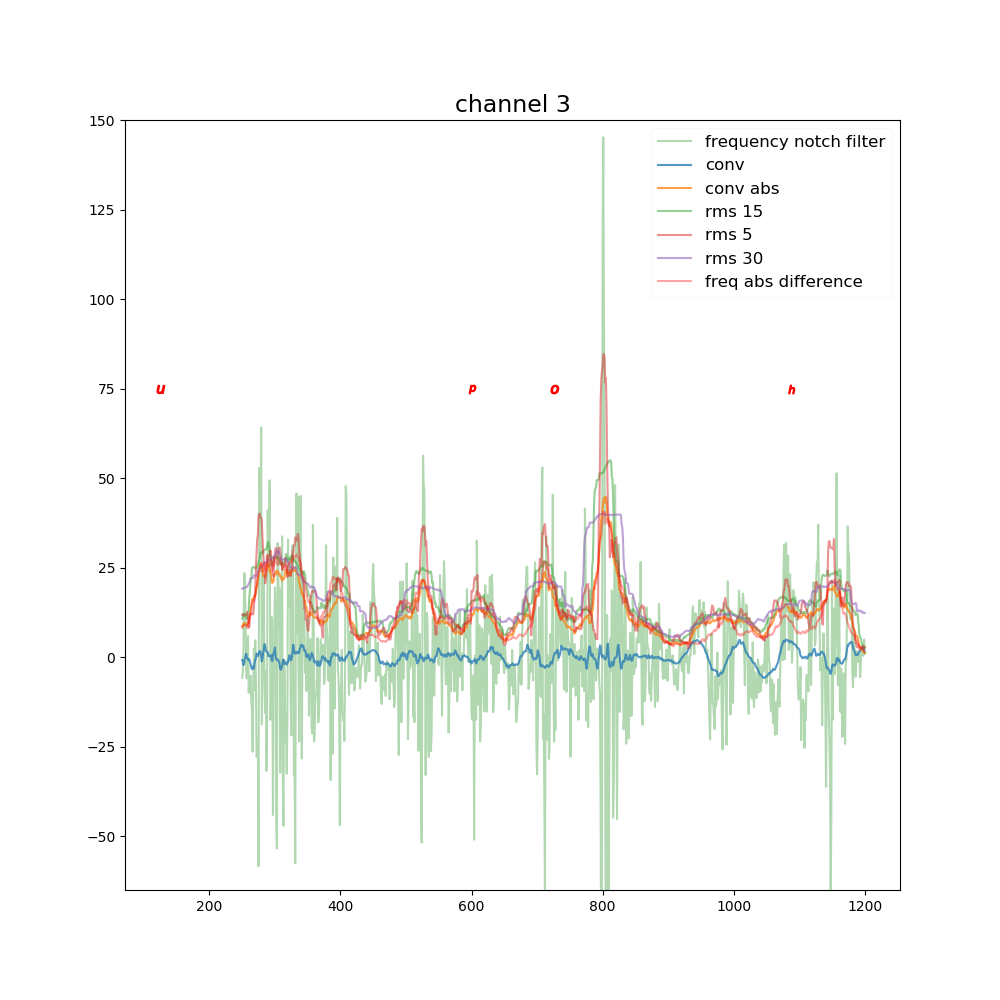 channel 3
150
125
100
75
50
25
0
−25
−50
frequency notch filter
conv
conv abs
rms 15
rms 5
rms 30
freq abs difference
u p o h
200 400 600 800 1000 1200